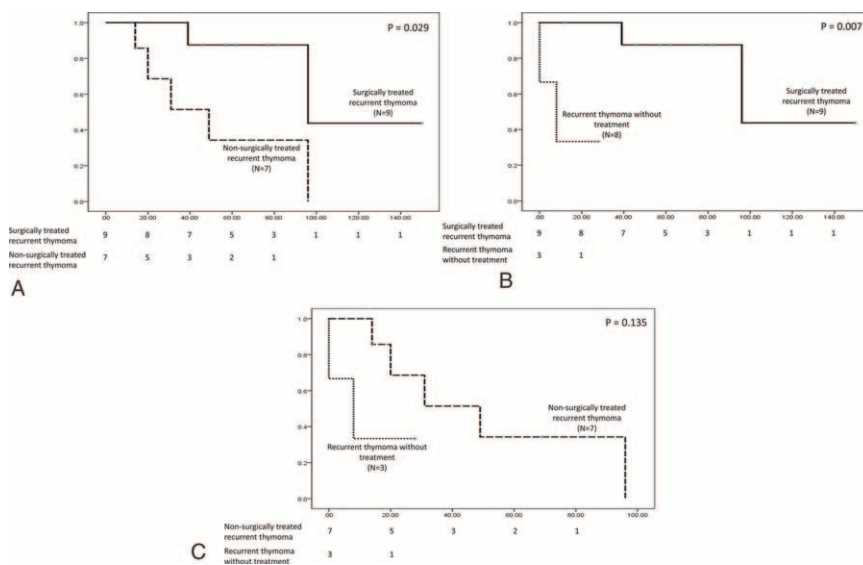 P = 0.029
1.0
0.8
0.6
0.4
0.2
0.0
Surgically treated
recurrent thymoma
(N=9)
Non-surgically treated
recurrent thymoma
(N=7)
.00 20.00 40.00 60.00 80.00 100.00 120.00 140.00
Surgically treated
recurrent thymoma
9 8 7 5 3 1 1 1
Non-surgically treated
recurrent thymoma
7 5 3 2 1
A
P = 0.007
1.0
0.8
0.6
0.4
0.2
0.0
Recurrent thymoma without
treatment
(N=8)
Surgically treated
recurrent thymoma
(N=9)
.00 20.00 40.00 60.00 80.00 100.00 120.00 140.00
Surgically treated
recurrent thymoma
9 8 7 5 3 1 1 1
Recurrent thymoma
without treatment
3 1
B
P = 0.135
1.0
0.8
0.6
0.4
0.2
0.0
Non-surgically treated
recurrent thymoma
(N=7)
Recurrent thymoma without
treatment
(N=3)
.00 20.00 40.00 60.00 80.00 100.00
Non-surgically treated
recurrent thymoma
7 5 3 2 1
Recurrent thymoma
without treatment
3 1
C